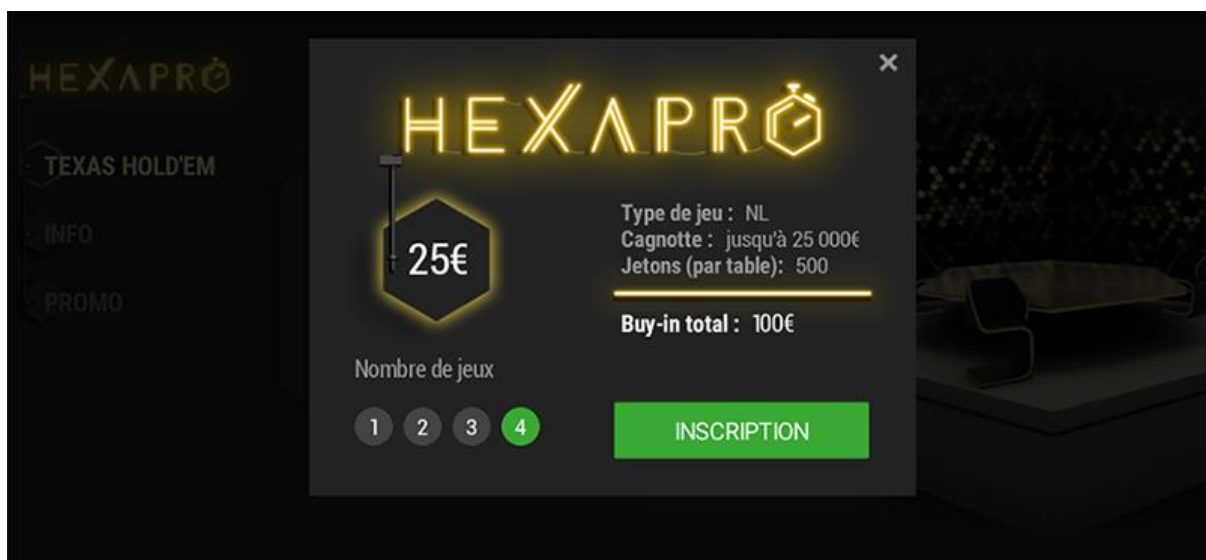 HEXAPRO
TEXAS HOLD'EM
INFO
PROMO
HEXAPRO
25€
Type de jeu : NL
Cagnotte : jusqu'à 25 000€
Jetons (par table): 500
Buy-in total : 100€
Nombre de jeux
1 2 3 4
INSCRIPTION